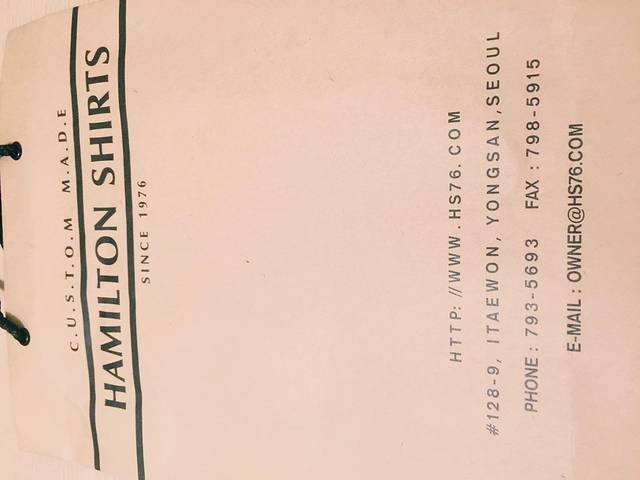 C.U.S.T.O.M M.A.D.E
HAMILTON SHIRTS
SINCE 1976
HTTP://WWW.HS76.COM
#128-9, ITAEWON, YONGSAN, SEOUL
PHONE : 793-5693 FAX : 798-5915
E-MAIL : OWNER@HS76.COM